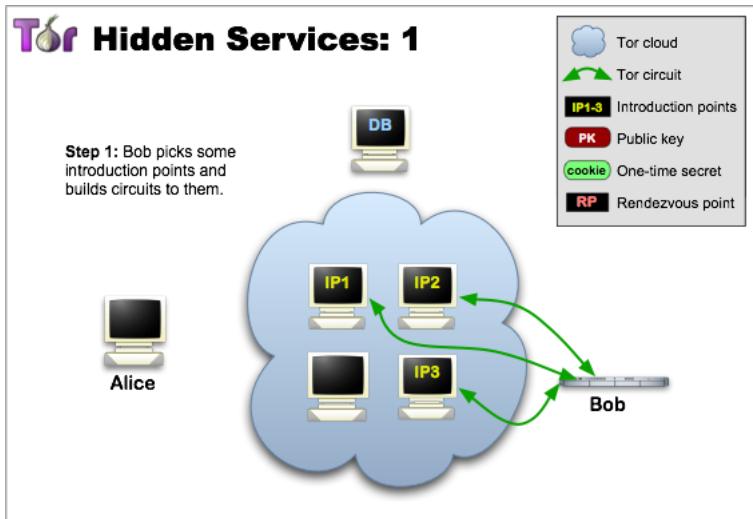 Tor Hidden Services: 1
Tor cloud
Tor circuit
IP1-3 Introduction points
PK Public key
cookie One-time secret
RP Rendezvous point
DB
Step 1: Bob picks some
introduction points and
builds circuits to them.
IP1 IP2
IP3
Alice
Bob